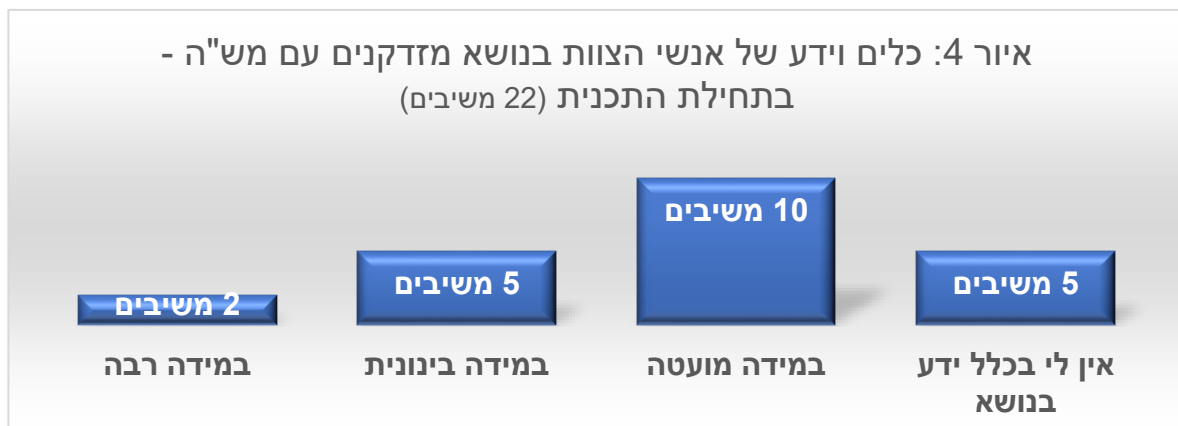 איור 4: כלים וידע של אנשי הצוות בנושא מזדקנים עם מש"ה -
בתחילת התכנית (22 משיבים)
5 משיבים
10 משיבים
5 משיבים
2 משיבים
אין לי בכלל ידע
בנושא
במידה מועטה
במידה בינונית
במידה רבה